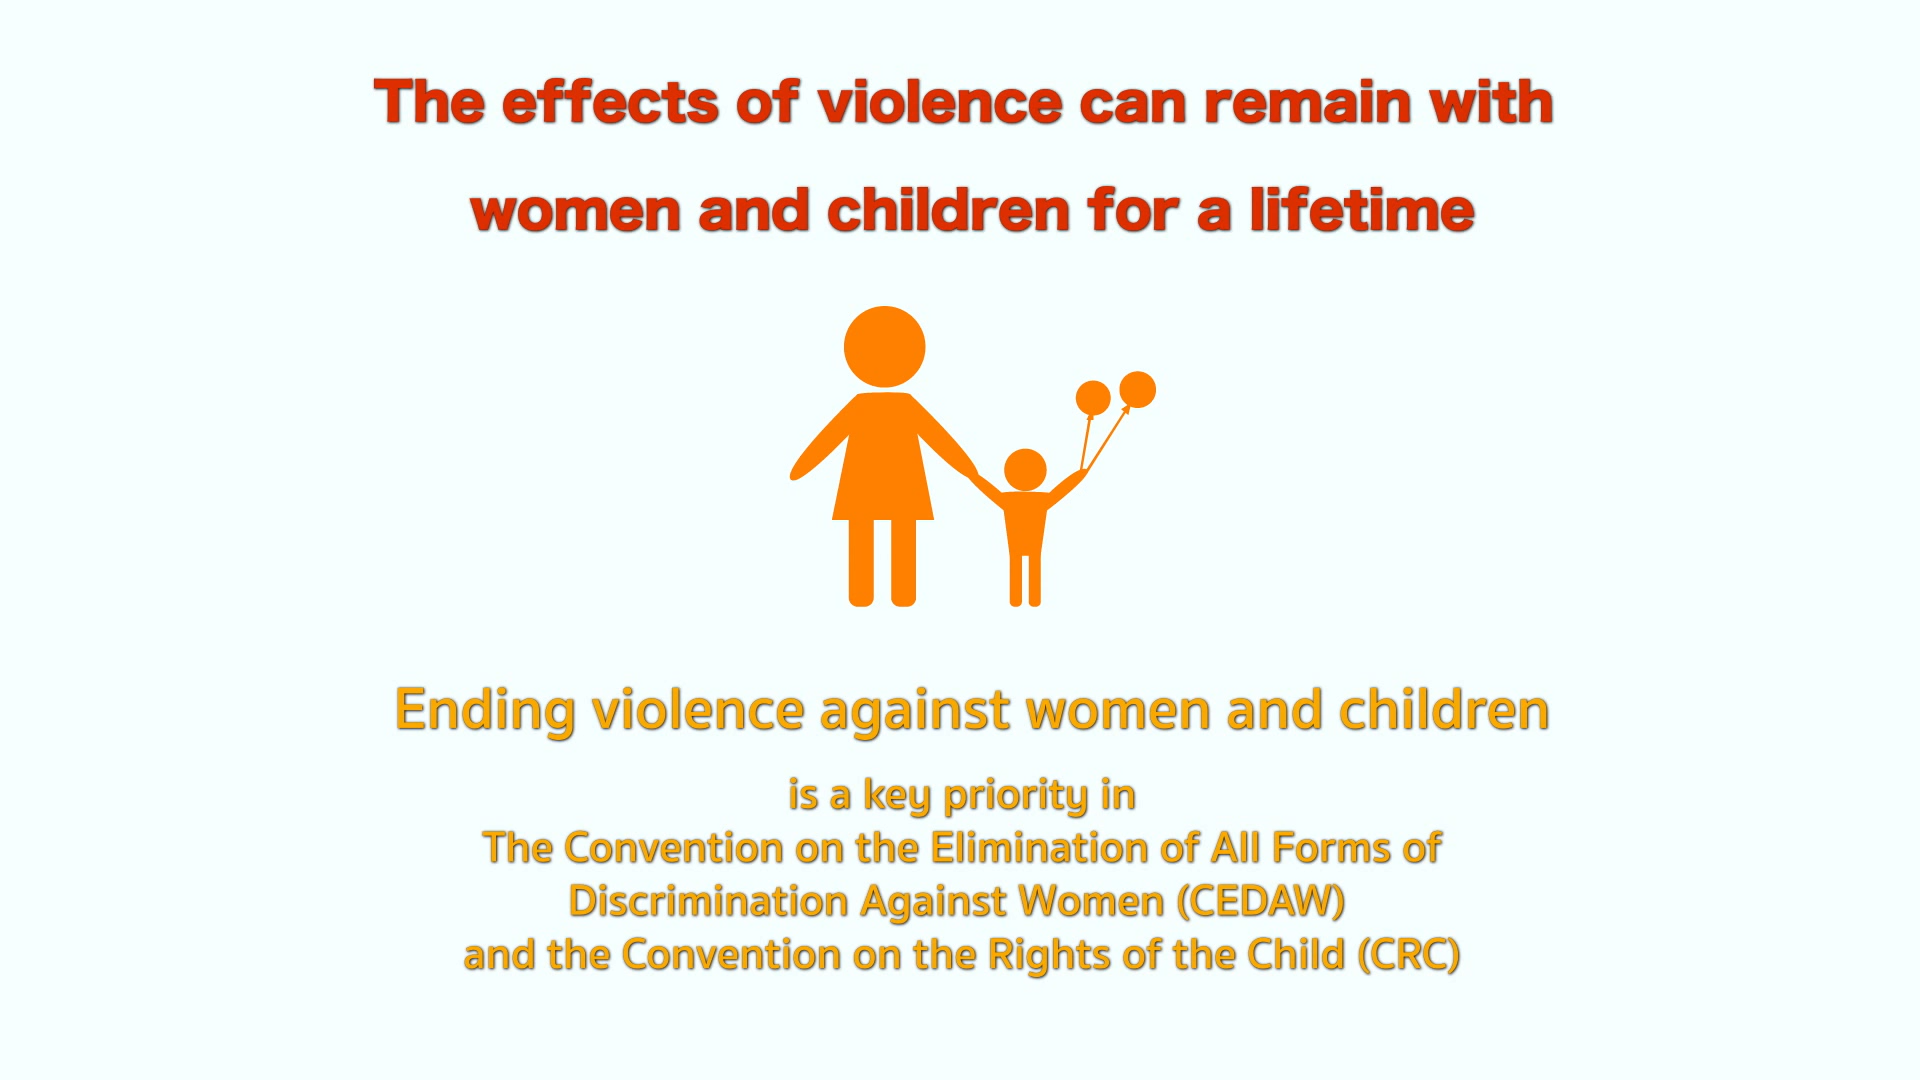 The effects of violence can remain with
women and children for a lifetime
Ending violence against women and children
is a key priority in
The Convention on the Elimination of All Forms of
Discrimination Against Women (CEDAW)
and the Convention on the Rights of the Child (CRC)